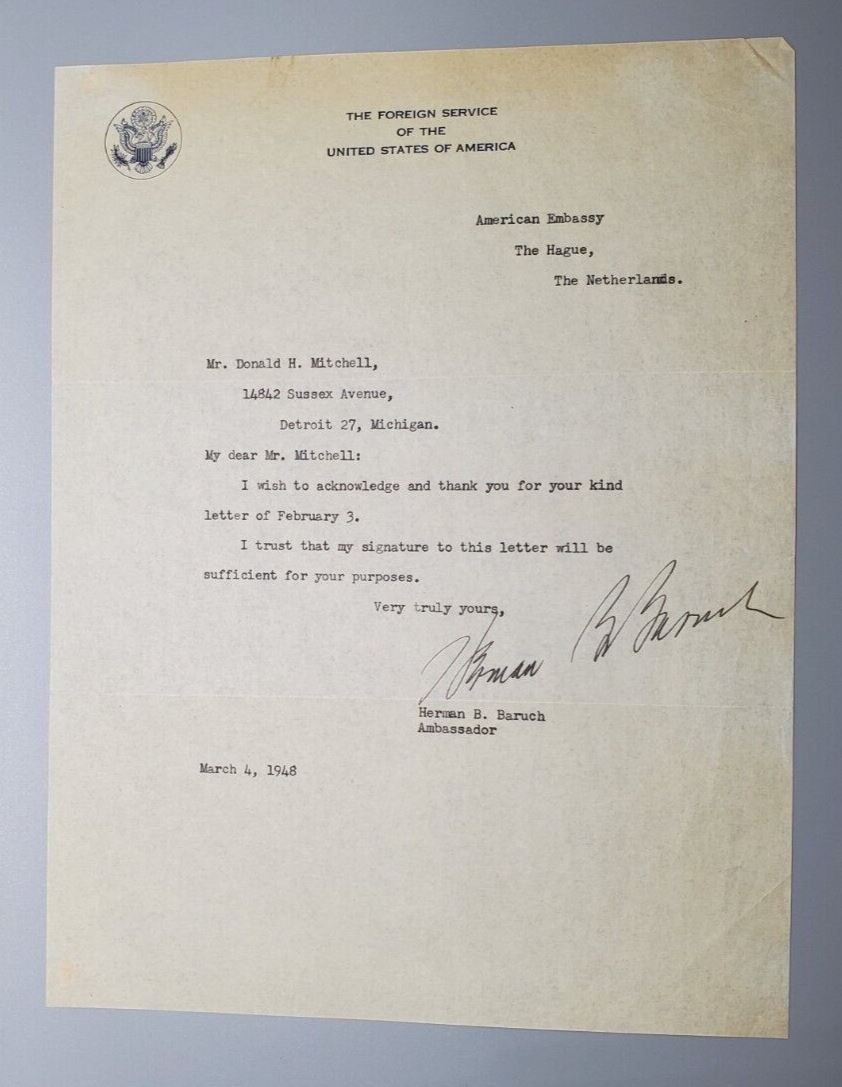 THE FOREIGN SERVICE
OF THE
UNITED STATES OF AMERICA
American Embassy
The Hague,
The Netherlands.
Mr. Donald H. Mitchell,
14842 Sussex Avenue,
Detroit 27, Michigan.
My dear Mr. Mitchell:
I wish to acknowledge and thank you for your kind
letter of February 3.
I trust that my signature to this letter will be
sufficient for your purposes.
Very truly yours,
Herman B Baruch
Herman B. Baruch
Ambassador
March 4, 1948